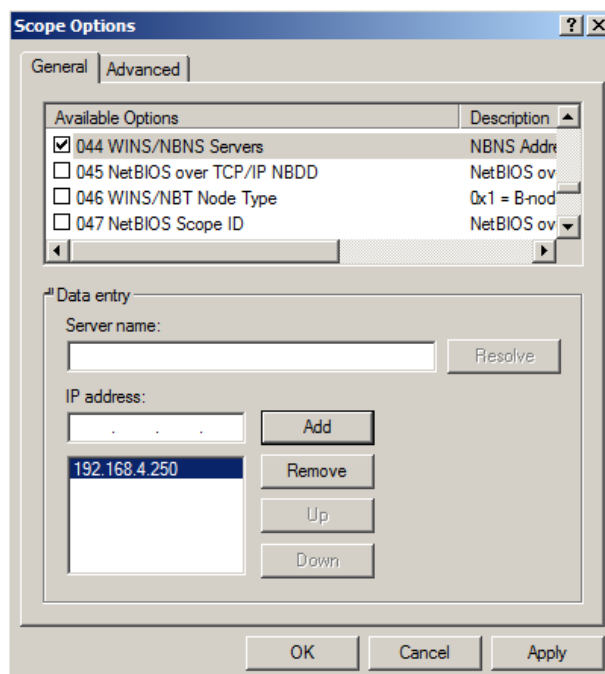 Scope Options
General Advanced
Available Options Description
044 WINS/NBNS Servers NBNS Addre
045 NetBIOS over TCP/IP NBDD NetBIOS ov
046 WINS/NBT Node Type 0x1 = B-nod
047 NetBIOS Scope ID NetBIOS ov
Data entry
Server name:
Resolve
IP address:
. . . Add
192.168.4.250 Remove
Up
Down
OK Cancel Apply